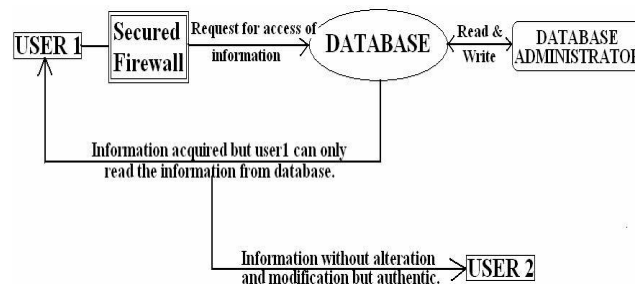 USER 1
Secured
Firewall
Request for access of
information
DATABASE
Read &
Write
DATABASE
ADMINISTRATOR
Information acquired but user1 can only
read the information from database.
Information without alteration
and modification but authentic.
USER 2